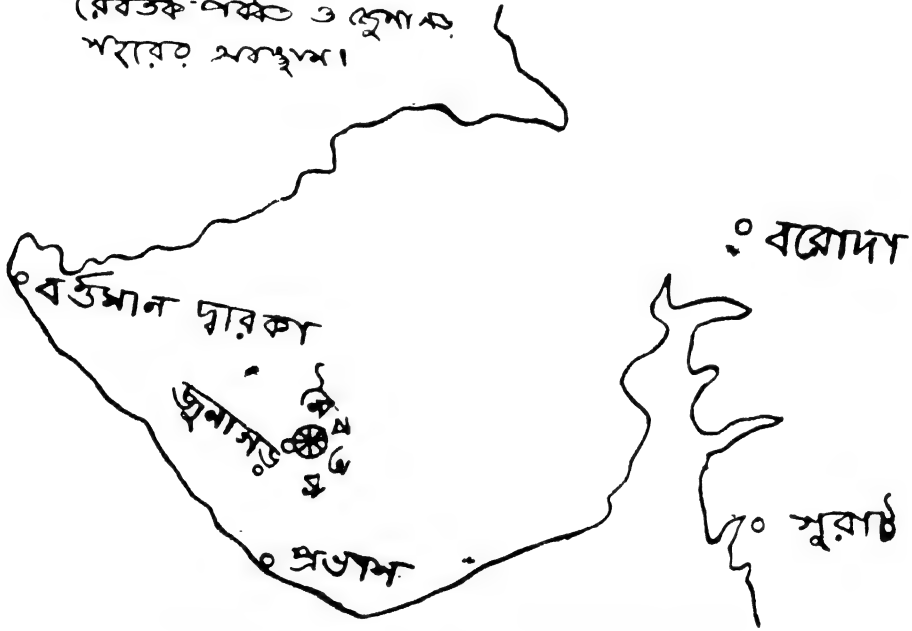 রৈবতক-পর্ব্বত ও জুনাগড়
শহরের অবস্থান।
বরোদা
বর্ত্তমান দ্বারকা
জুনাগড়
সুরাট
প্রভাস